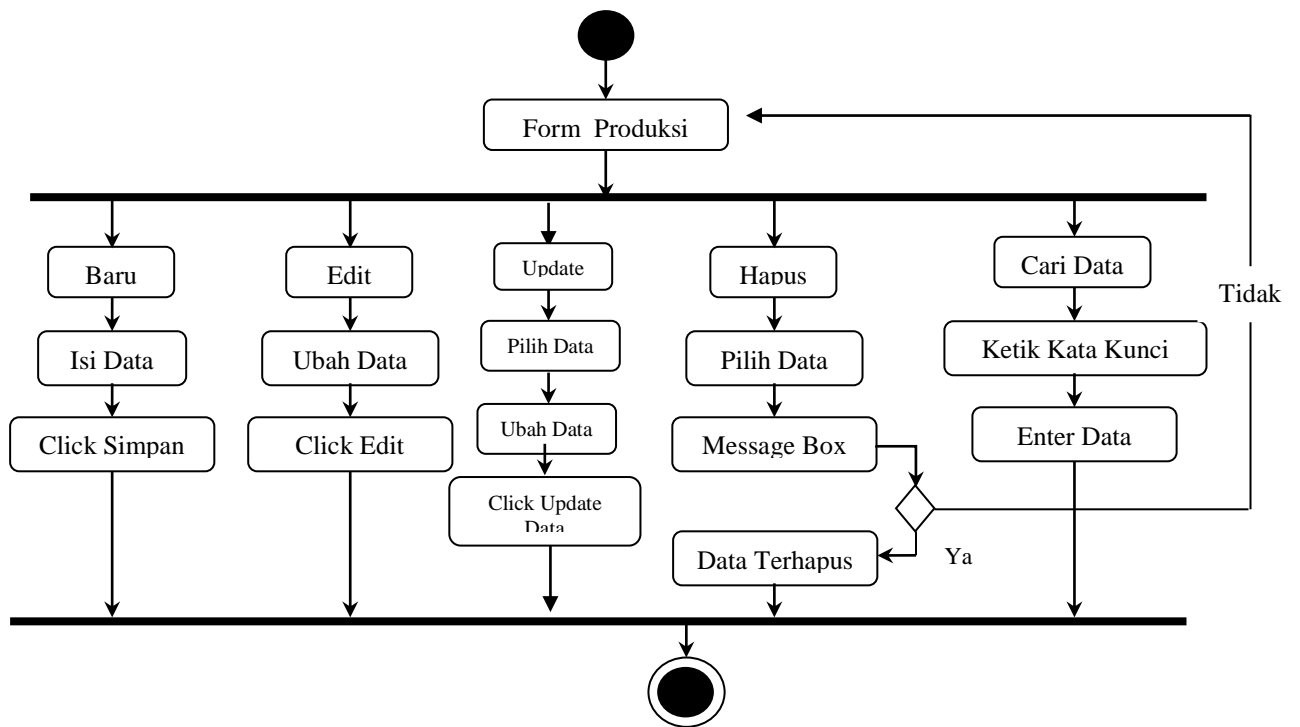 Form Produksi
Baru
Edit
Update
Hapus
Cari Data
Tidak
Isi Data
Ubah Data
Pilih Data
Pilih Data
Ketik Kata Kunci
Click Simpan
Click Edit
Ubah Data
Message Box
Enter Data
Click Update
Data
Data Terhapus
Ya